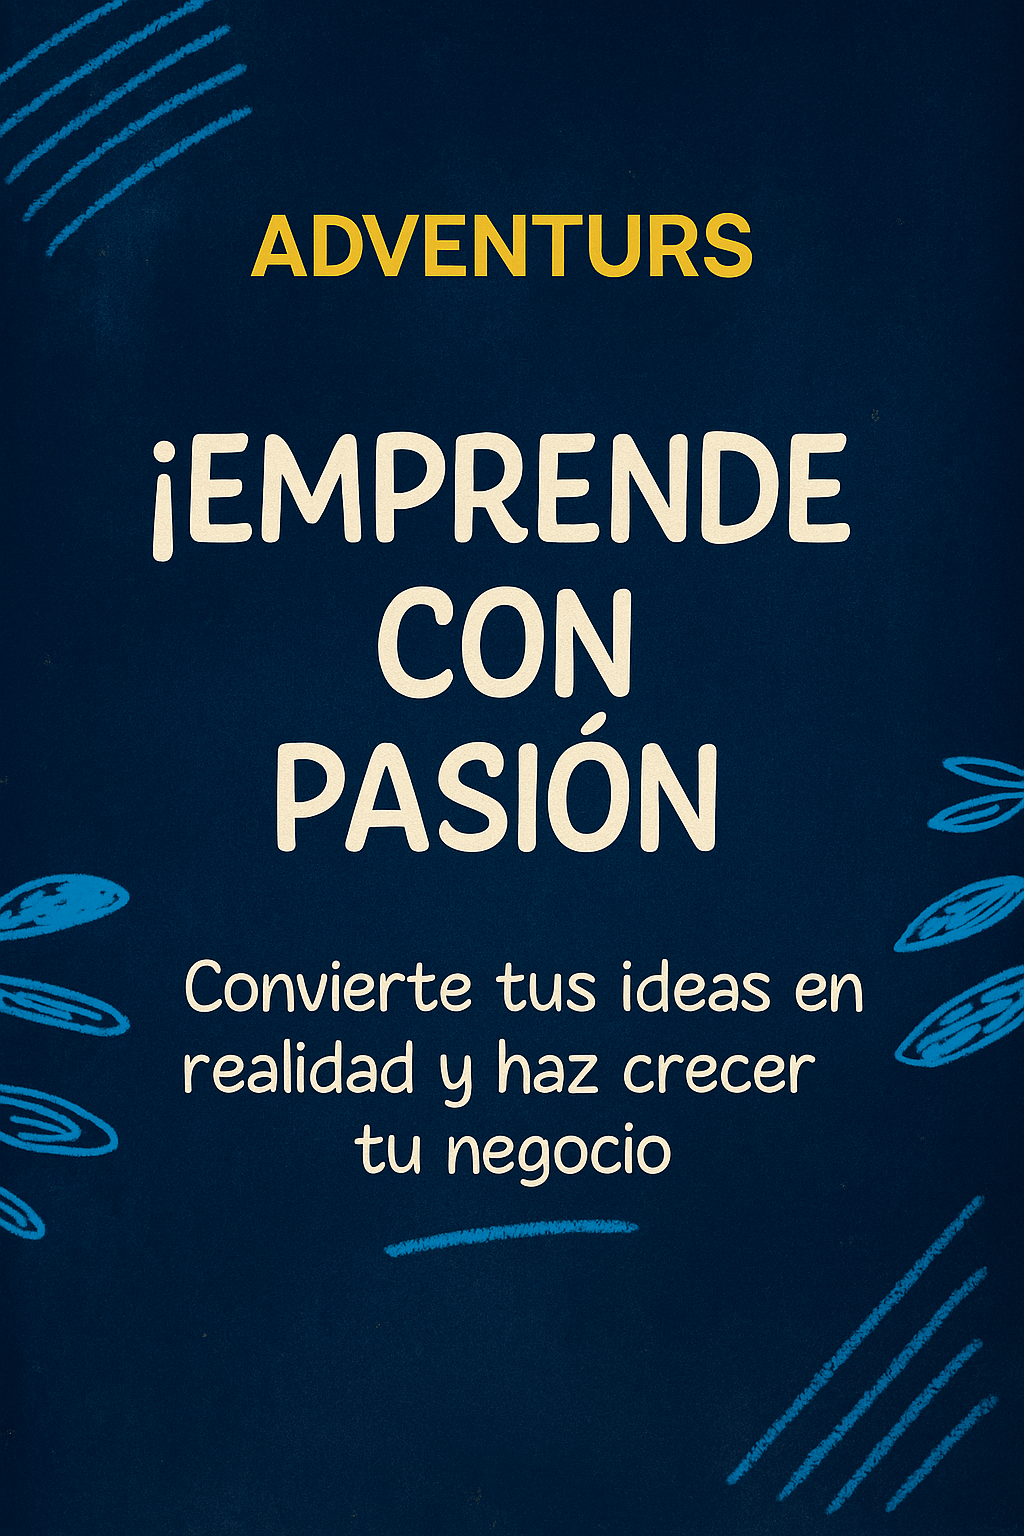 ADVENTURS
¡EMPRENDE
CON
PASIÓN
Convierte tus ideas en
realidad y haz crecer
tu negocio